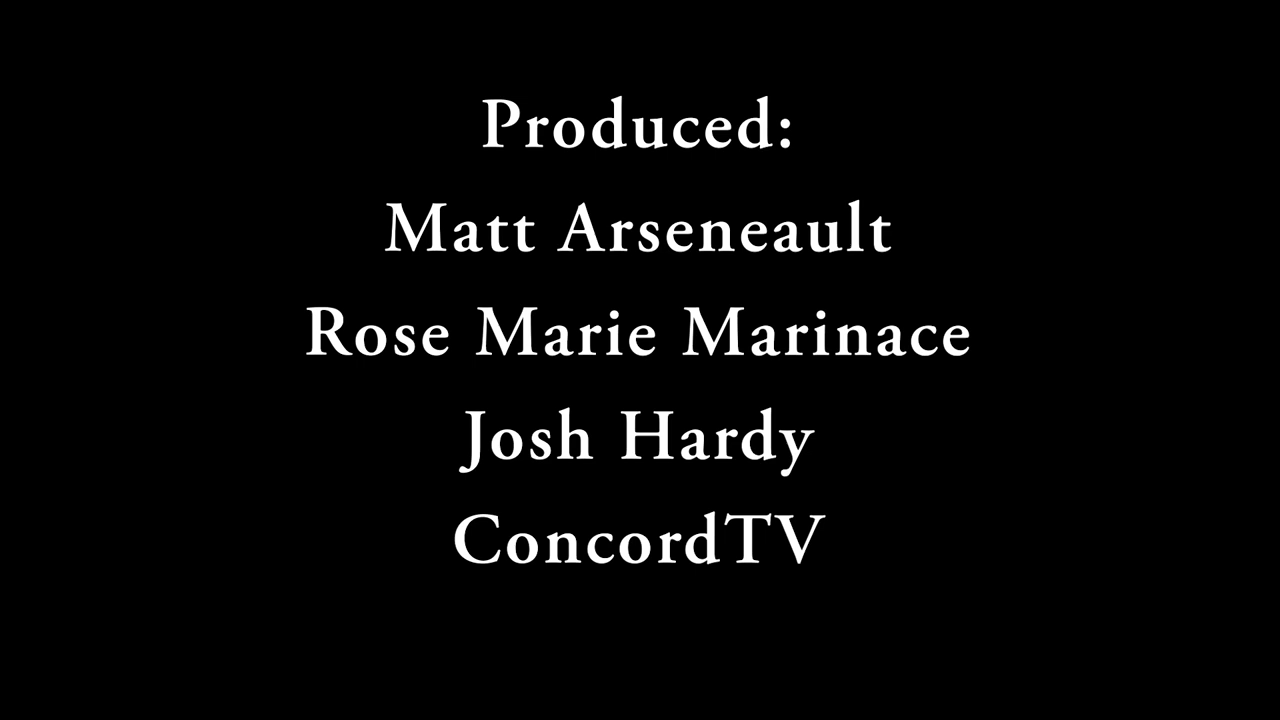 Produced:
Matt Arseneault
Rose Marie Marinace
Josh Hardy
ConcordTV